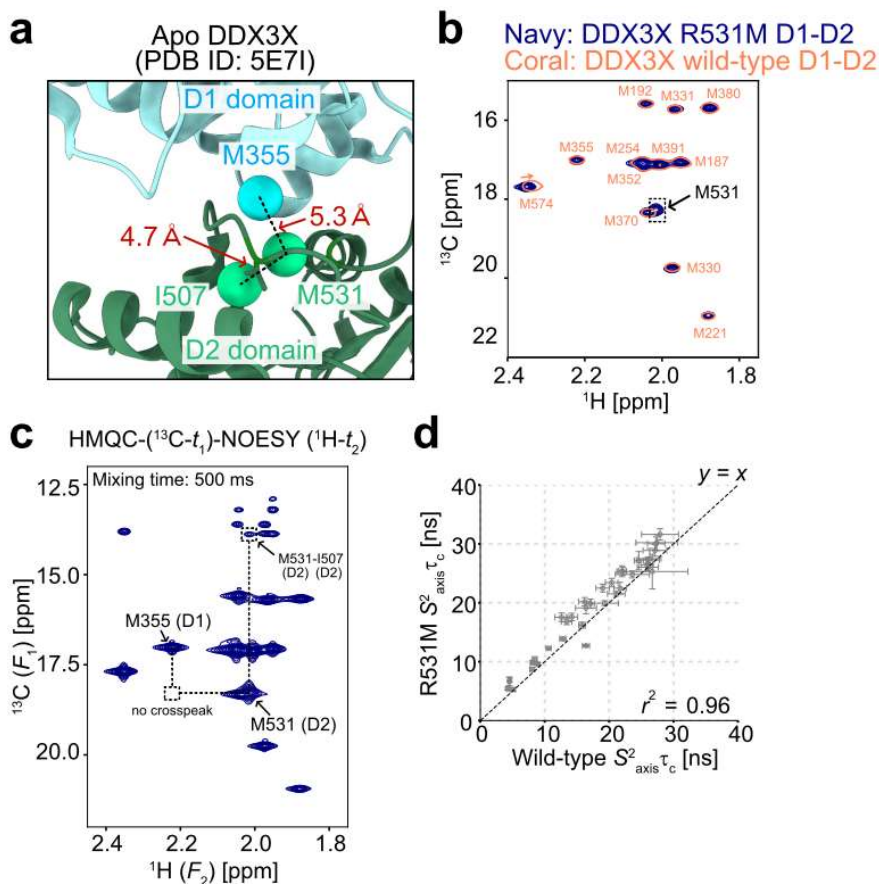 a
Apo DDX3X
(PDB ID: 5E7I)
D1 domain
M355
5.3 Å
4.7 Å
I507
M531
D2 domain
b
Navy: DDX3X R531M D1-D2
Coral: DDX3X wild-type D1-D2
M192
M331
M380
M355
M254
M391
M187
M352
M574
M531
M370
M330
M221
16
18
20
22
¹³C [ppm]
2.4
2.2
2.0
1.8
¹H [ppm]
c
HMQC-(¹³C-t₁)-NOESY (¹H-t₂)
Mixing time: 500 ms
M531-I507
(D2) (D2)
M355 (D1)
no crosspeak
M531 (D2)
12.5
15.0
17.5
20.0
¹³C (F₁) [ppm]
2.4
2.2
2.0
1.8
¹H (F₂) [ppm]
d
y = x
40
30
20
10
0
R531M S²axisτc [ns]
r² = 0.96
0
10
20
30
40
Wild-type S²axisτc [ns]